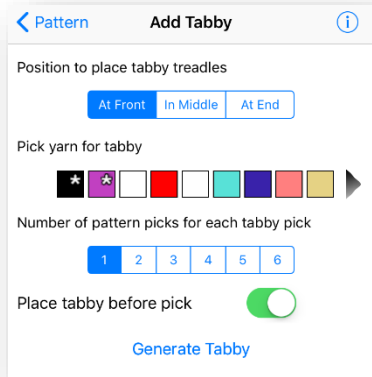 Pattern Add Tabby
Position to place tabby treadles
At Front In Middle At End
Pick yarn for tabby
* *
Number of pattern picks for each tabby pick
1 2 3 4 5 6
Place tabby before pick
Generate Tabby